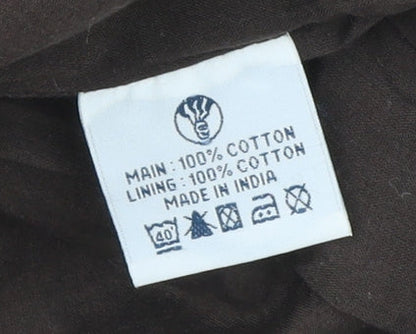 MAIN : 100% COTTON
LINING : 100% COTTON
MADE IN INDIA
40